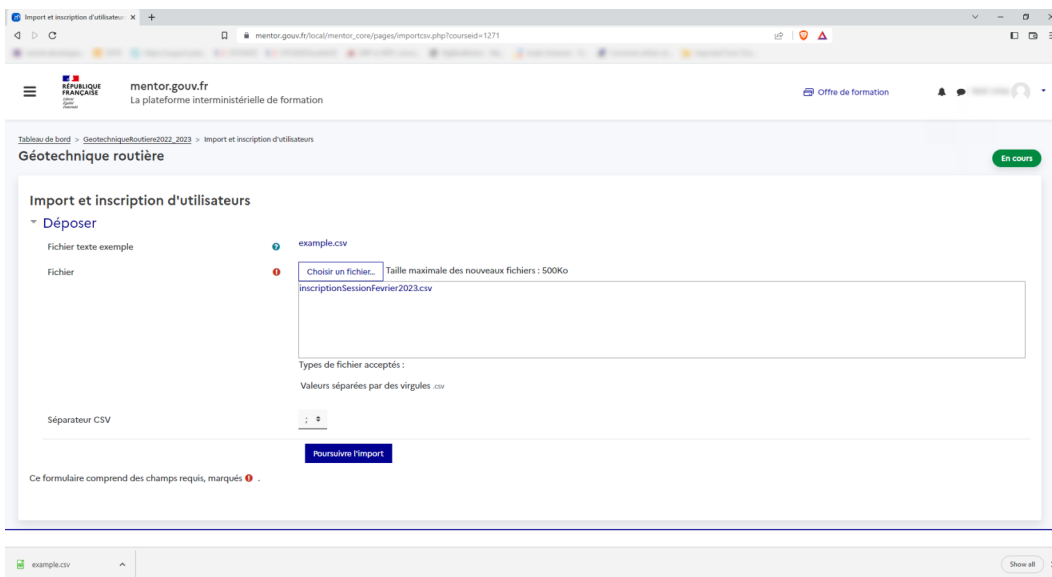 Import et inscription d'utilisateur
mentor.gouv.fr/local/mentor_core/pages/importcsv.php?courseid=1271
RÉPUBLIQUE
FRANÇAISE
Liberté
Égalité
Fraternité
mentor.gouv.fr
La plateforme interministérielle de formation
Offre de formation
Tableau de bord > GeotechniqueRoutiere2022_2023 > Import et inscription d'utilisateurs
Géotechnique routière
En cours
Import et inscription d'utilisateurs
Déposer
Fichier texte exemple
example.csv
Fichier
Choisir un fichier... Taille maximale des nouveaux fichiers : 500Ko
inscriptionSessionFevrier2023.csv
Types de fichier acceptés :
Valeurs séparées par des virgules .csv
Séparateur CSV
;
Poursuivre l'import
Ce formulaire comprend des champs requis, marqués .
example.csv
Show all